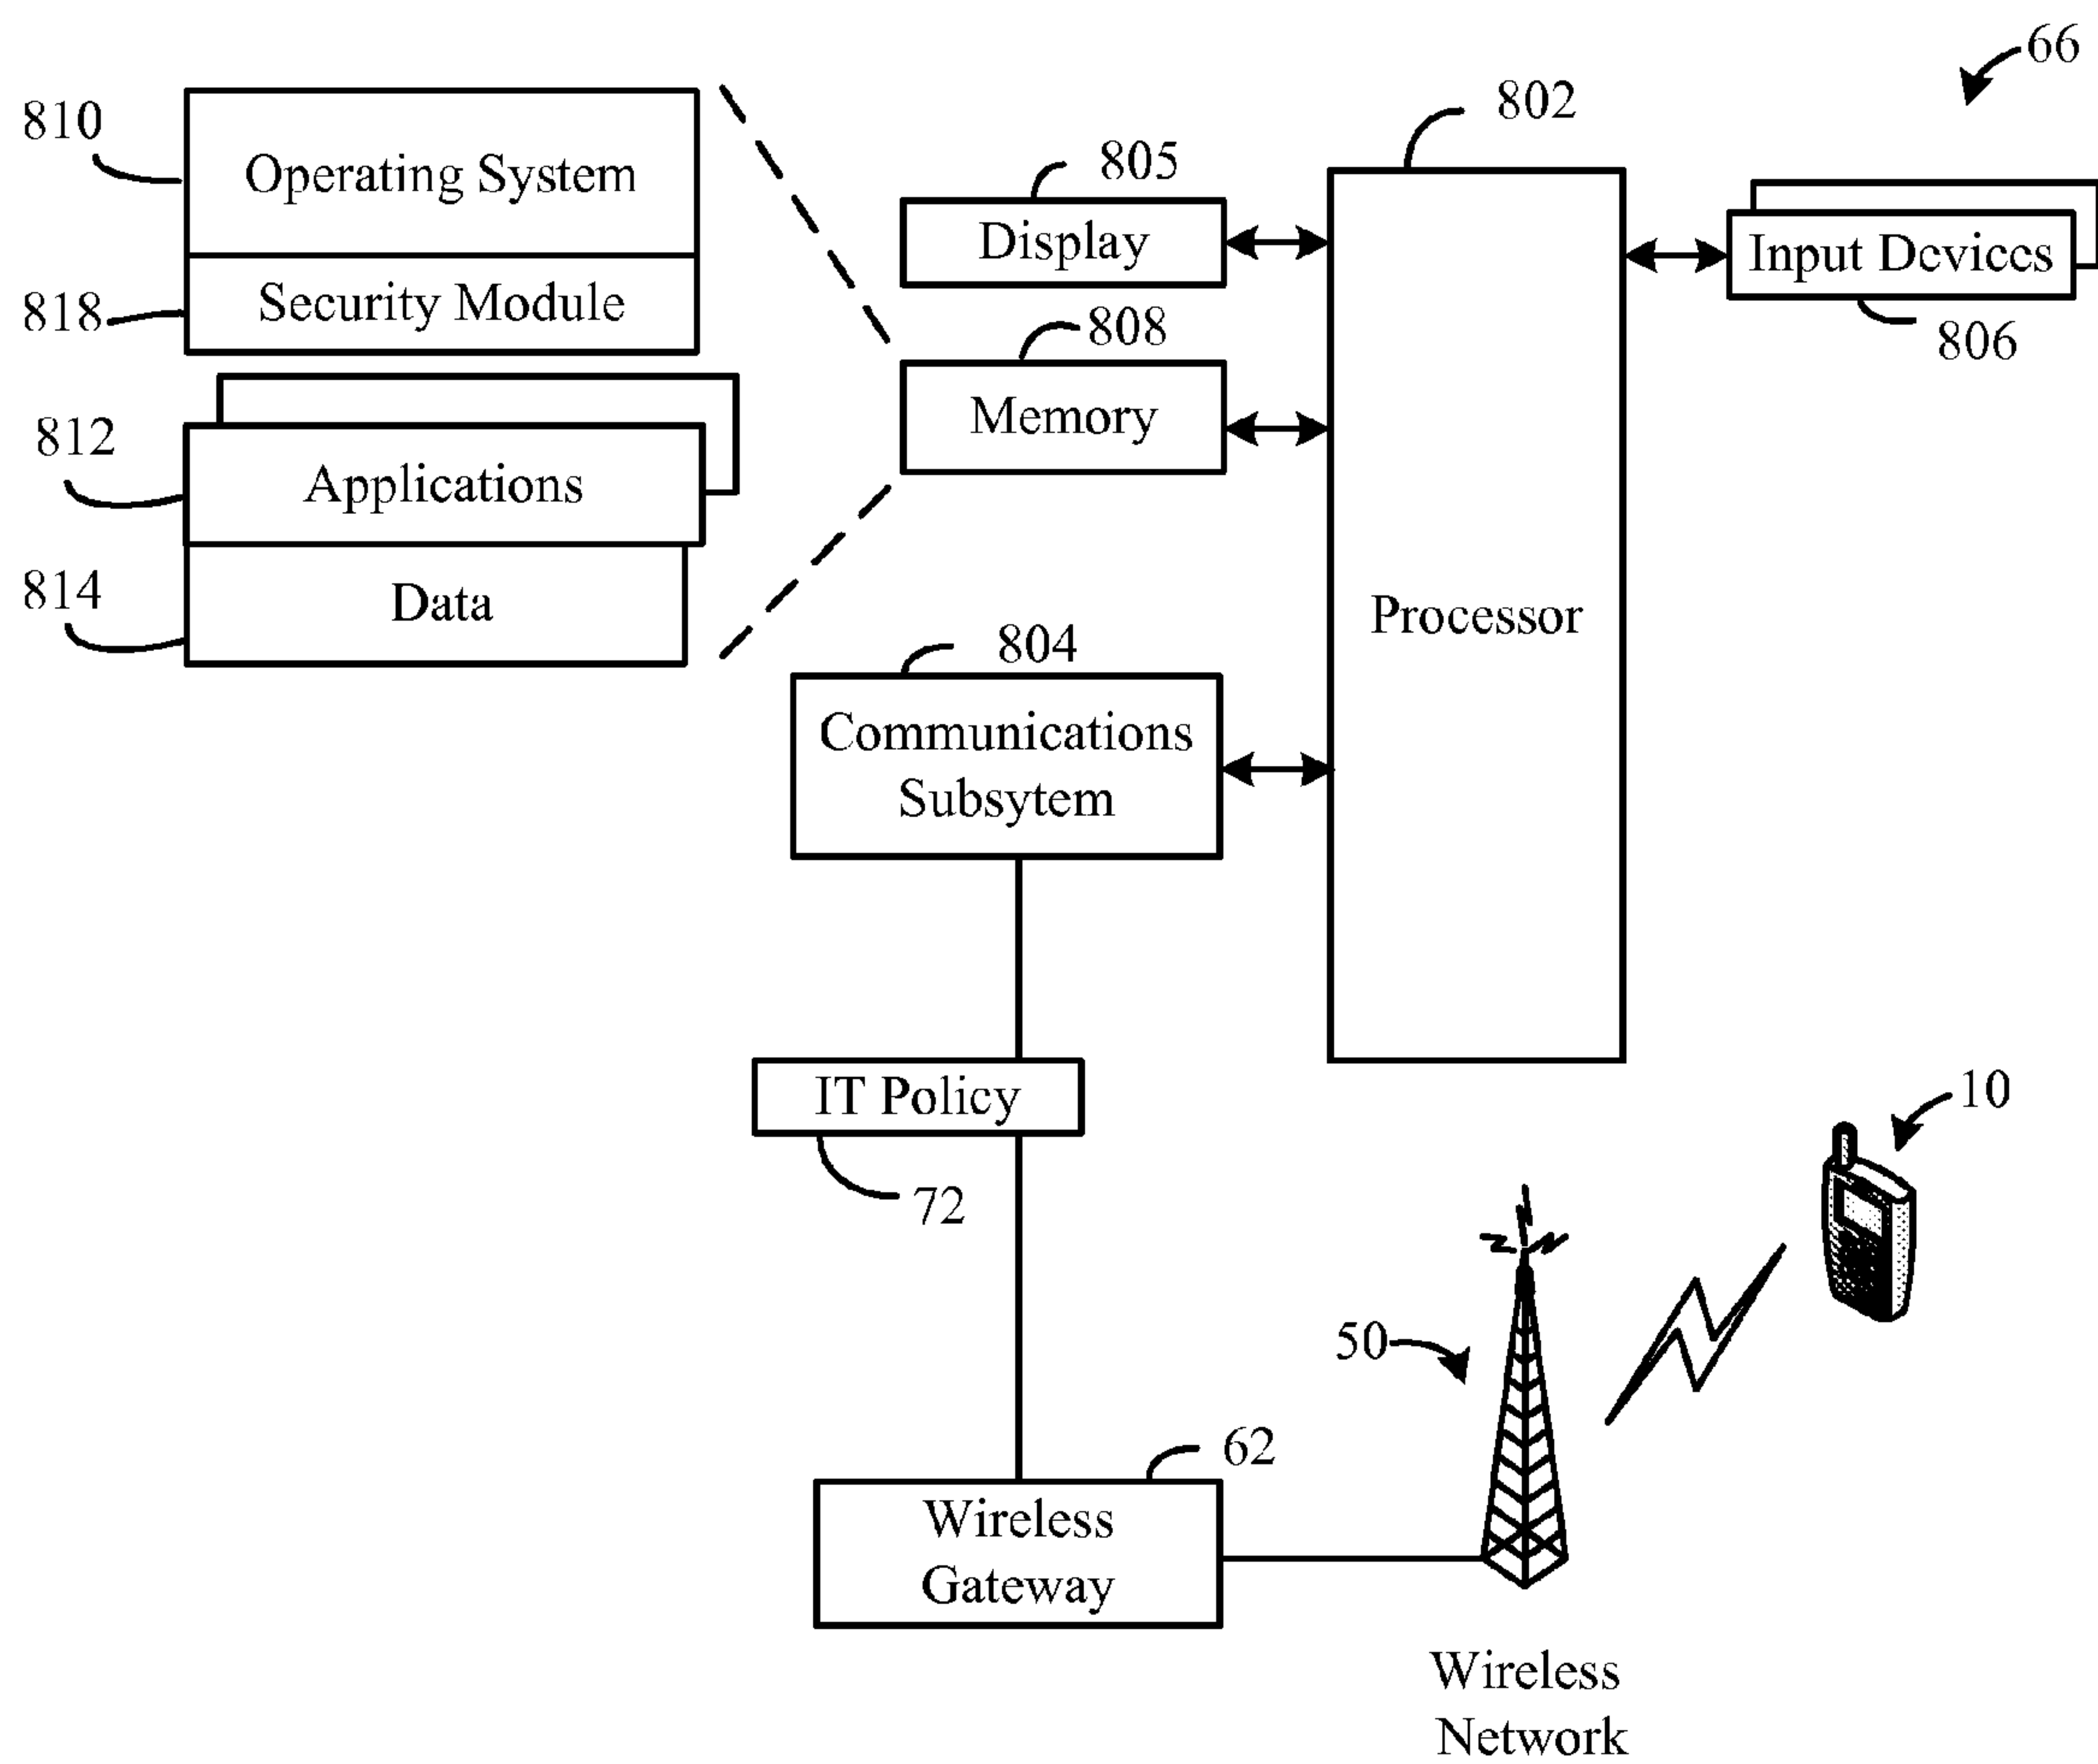 66
802
810
805
Operating System
Display
Input Devices
818
Security Module
808
806
Memory
812
Applications
814
Data
Processor
804
Communications
Subsytem
IT Policy
10
72
50
62
Wireless
Gateway
Wireless
Network